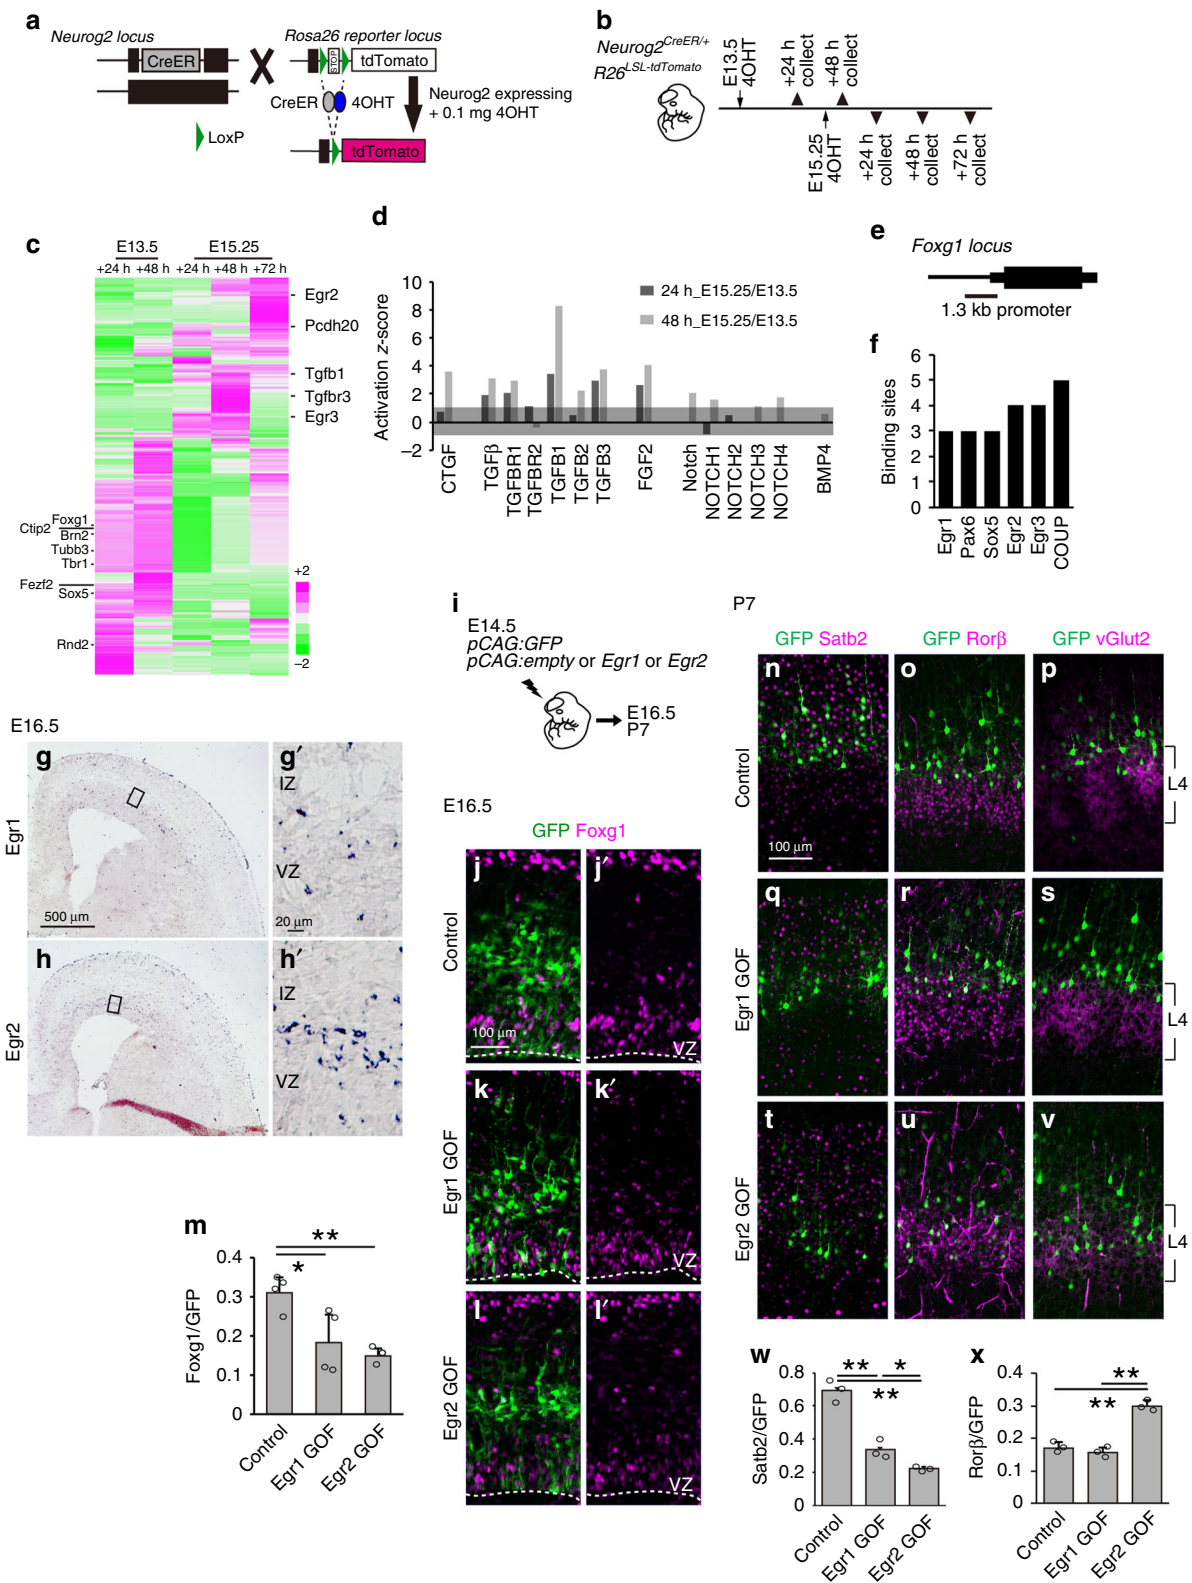 a
Neurog2 locus
CreER
Rosa26 reporter locus
STOP
tdTomato
CreER
4OHT
Neurog2 expressing
+ 0.1 mg 4OHT
LoxP
tdTomato
b
Neurog2CreER/+
R26LSL-tdTomato
E13.5
4OHT
+24 h
collect
+48 h
collect
E15.25
4OHT
+24 h
collect
+48 h
collect
+72 h
collect
c
E13.5
E15.25
+24 h
+48 h
+24 h
+48 h
+72 h
Egr2
Pcdh20
Tgfb1
Tgfbr3
Egr3
Foxg1
Ctip2
Brn2
Tubb3
Tbr1
Fezf2
Sox5
Rnd2
+2
−2
d
Activation z-score
10
8
6
4
2
0
−2
24 h_E15.25/E13.5
48 h_E15.25/E13.5
CTGF
TGFβ
TGFBR1
TGFBR2
TGFB1
TGFB2
TGFB3
FGF2
Notch
NOTCH1
NOTCH2
NOTCH3
NOTCH4
BMP4
e
Foxg1 locus
1.3 kb promoter
f
Binding sites
6
5
4
3
2
1
0
Egr1
Pax6
Sox5
Egr2
Egr3
COUP
E16.5
g
g′
Egr1
500 μm
IZ
VZ
20 μm
h
h′
Egr2
IZ
VZ
i
E14.5
pCAG:GFP
pCAG:empty or Egr1 or Egr2
E16.5
P7
E16.5
GFP Foxg1
j
j′
Control
100 μm
VZ
k
k′
Egr1 GOF
VZ
l
l′
Egr2 GOF
VZ
m
Foxg1/GFP
0.4
0.3
0.2
0.1
0
**
*
Control
Egr1 GOF
Egr2 GOF
P7
GFP Satb2
GFP Rorβ
GFP vGlut2
n
o
p
Control
100 μm
L4
q
r
s
Egr1 GOF
L4
t
u
v
Egr2 GOF
L4
w
Satb2/GFP
0.8
0.6
0.4
0.2
0
**
*
**
Control
Egr1 GOF
Egr2 GOF
x
Rorβ/GFP
0.4
0.3
0.2
0.1
0
**
**
Control
Egr1 GOF
Egr2 GOF